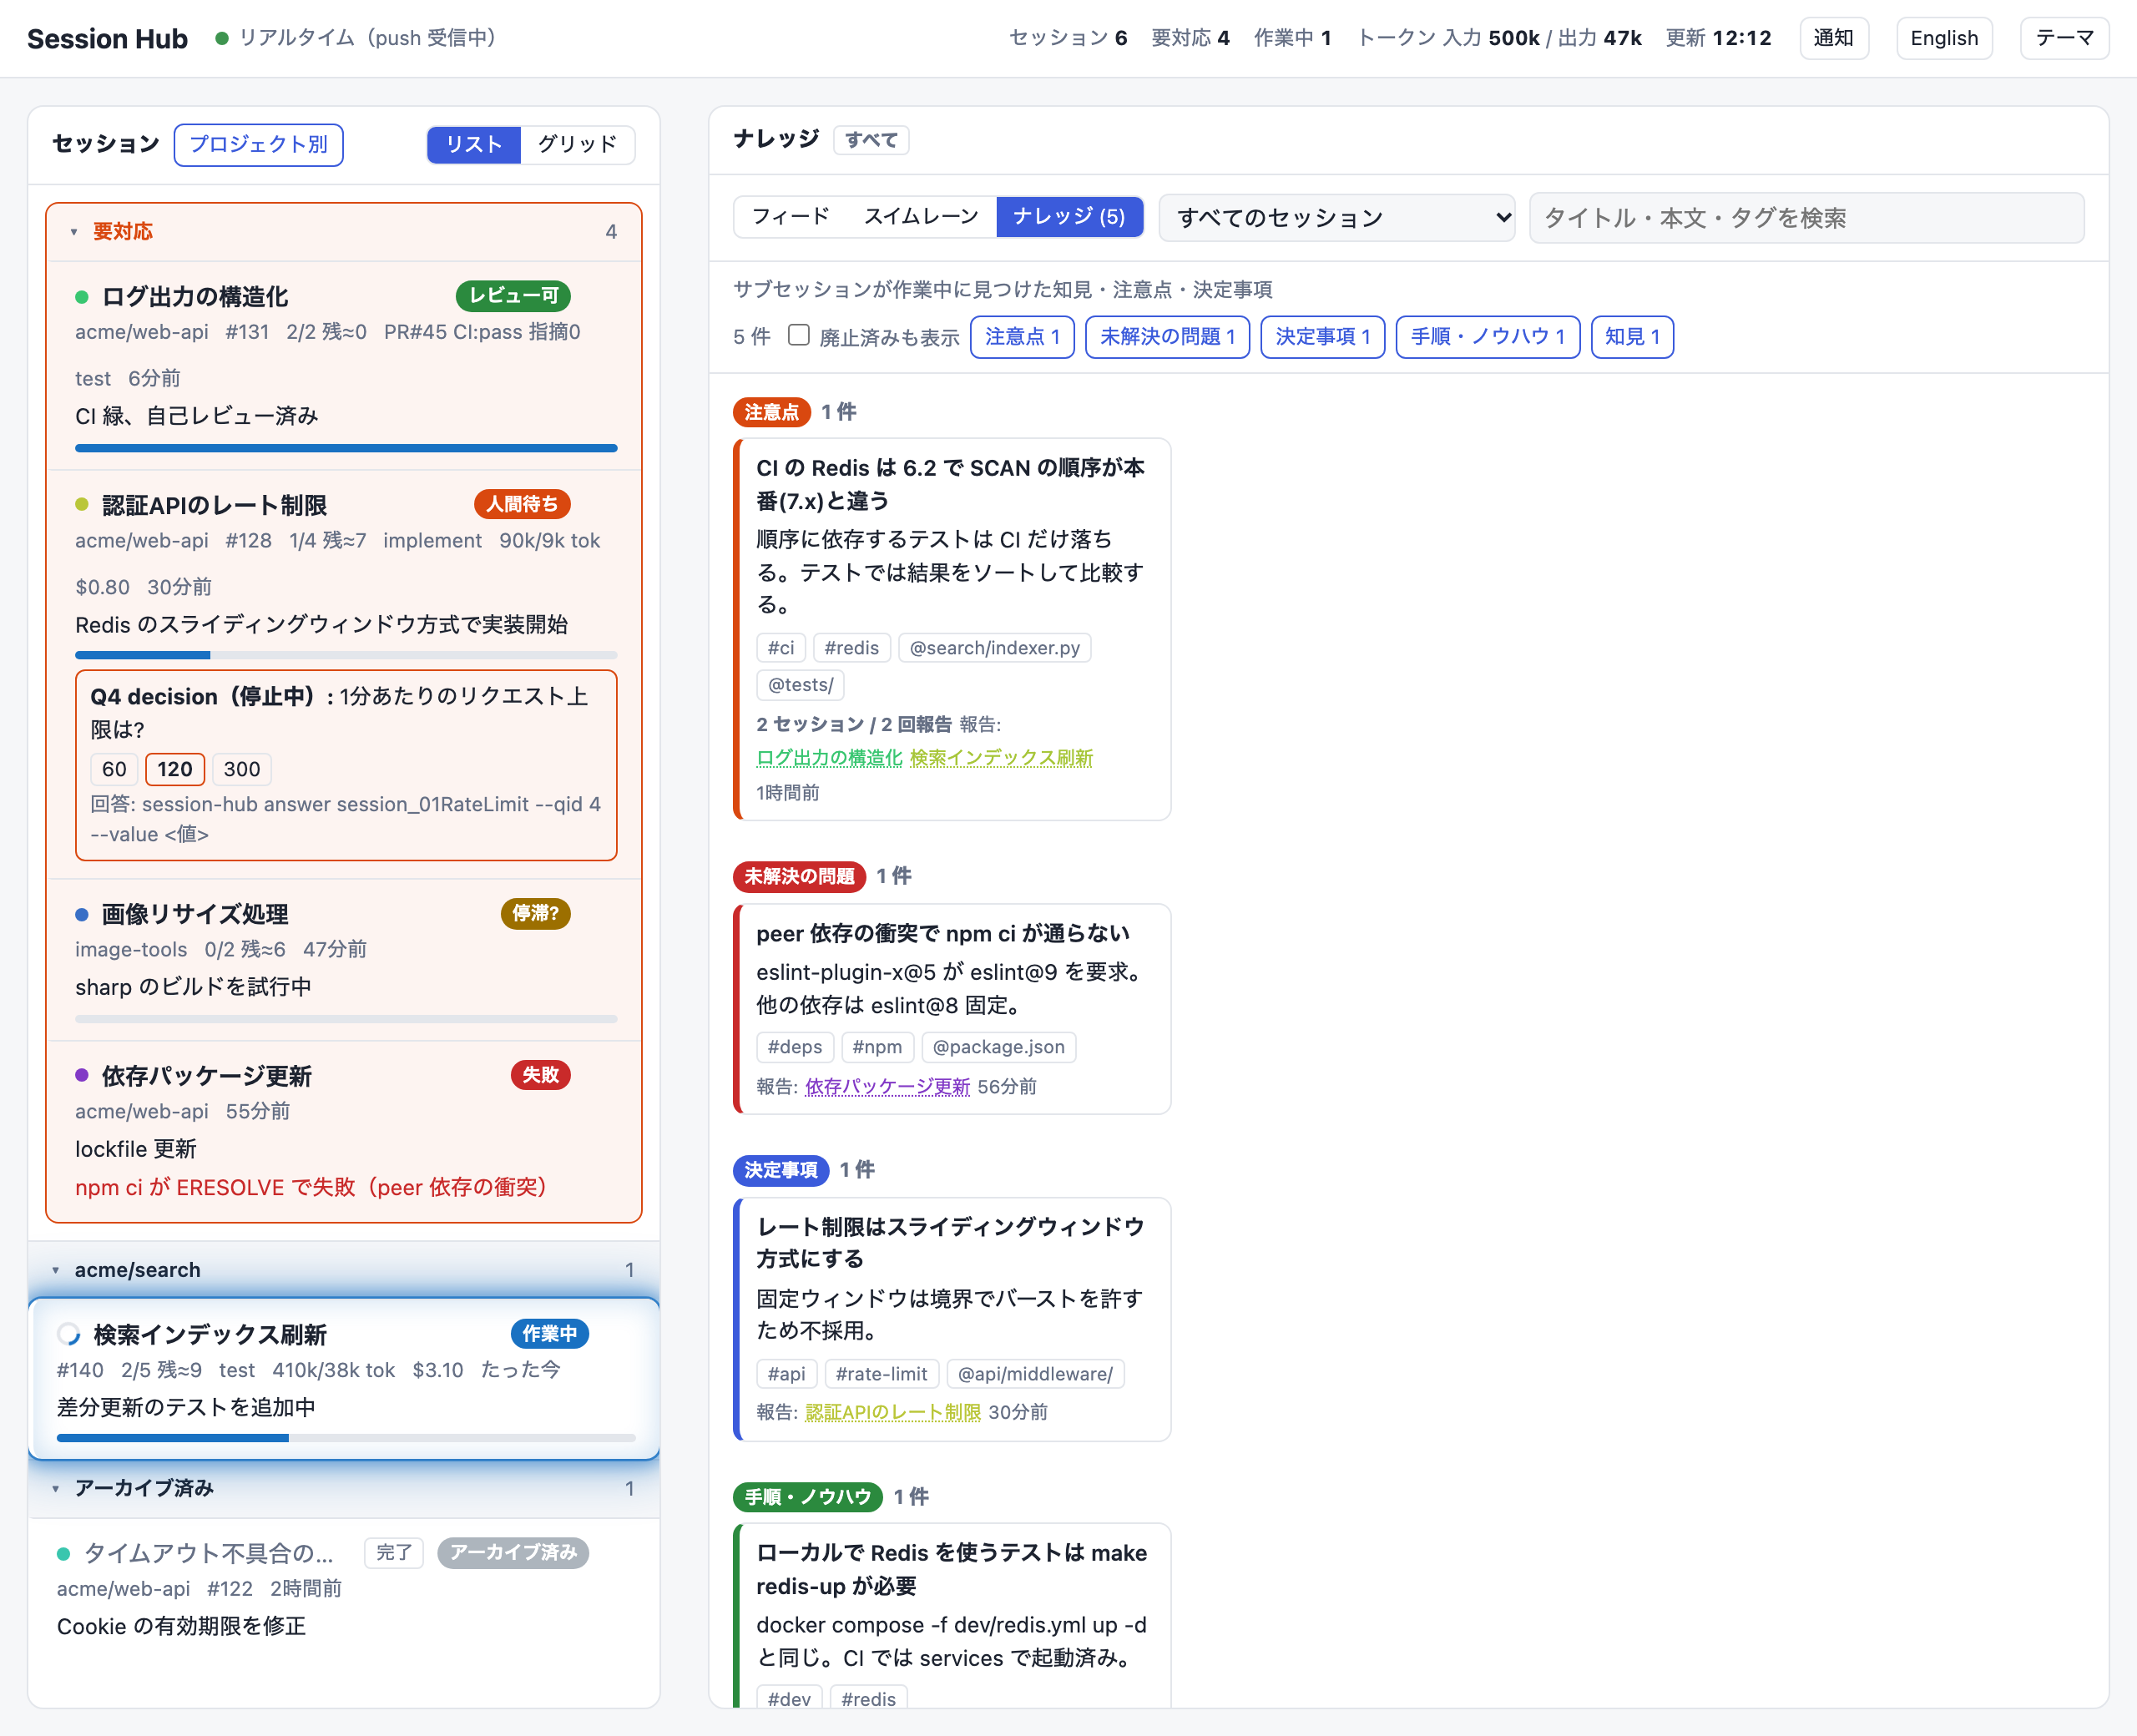 Session Hub
リアルタイム（push 受信中）
セッション 6 要対応 4 作業中 1 トークン 入力 500k / 出力 47k 更新 12:12
通知
English
テーマ
セッション
プロジェクト別
リスト
グリッド
要対応
4
ログ出力の構造化
レビュー可
acme/web-api #131 2/2 残≈0 PR#45 CI:pass 指摘0
test 6分前
CI 緑、自己レビュー済み
認証APIのレート制限
人間待ち
acme/web-api #128 1/4 残≈7 implement 90k/9k tok
$0.80 30分前
Redis のスライディングウィンドウ方式で実装開始
Q4 decision（停止中）: 1分あたりのリクエスト上
限は?
60
120
300
回答: session-hub answer session_01RateLimit --qid 4
--value <値>
画像リサイズ処理
停滞?
image-tools 0/2 残≈6 47分前
sharp のビルドを試行中
依存パッケージ更新
失敗
acme/web-api 55分前
lockfile 更新
npm ci が ERESOLVE で失敗（peer 依存の衝突）
acme/search
1
検索インデックス刷新
作業中
#140 2/5 残≈9 test 410k/38k tok $3.10 たった今
差分更新のテストを追加中
アーカイブ済み
1
タイムアウト不具合の...
完了
アーカイブ済み
acme/web-api #122 2時間前
Cookie の有効期限を修正
ナレッジ
すべて
フィード
スイムレーン
ナレッジ (5)
すべてのセッション
タイトル・本文・タグを検索
サブセッションが作業中に見つけた知見・注意点・決定事項
5 件
廃止済みも表示
注意点 1
未解決の問題 1
決定事項 1
手順・ノウハウ 1
知見 1
注意点 1 件
CI の Redis は 6.2 で SCAN の順序が本
番(7.x)と違う
順序に依存するテストは CI だけ落ち
る。テストでは結果をソートして比較す
る。
#ci
#redis
@search/indexer.py
@tests/
2 セッション / 2 回報告 報告:
ログ出力の構造化 検索インデックス刷新
1時間前
未解決の問題 1 件
peer 依存の衝突で npm ci が通らない
eslint-plugin-x@5 が eslint@9 を要求。
他の依存は eslint@8 固定。
#deps
#npm
@package.json
報告: 依存パッケージ更新 56分前
決定事項 1 件
レート制限はスライディングウィンドウ
方式にする
固定ウィンドウは境界でバーストを許す
ため不採用。
#api
#rate-limit
@api/middleware/
報告: 認証APIのレート制限 30分前
手順・ノウハウ 1 件
ローカルで Redis を使うテストは make
redis-up が必要
docker compose -f dev/redis.yml up -d
と同じ。CI では services で起動済み。
#dev
#redis